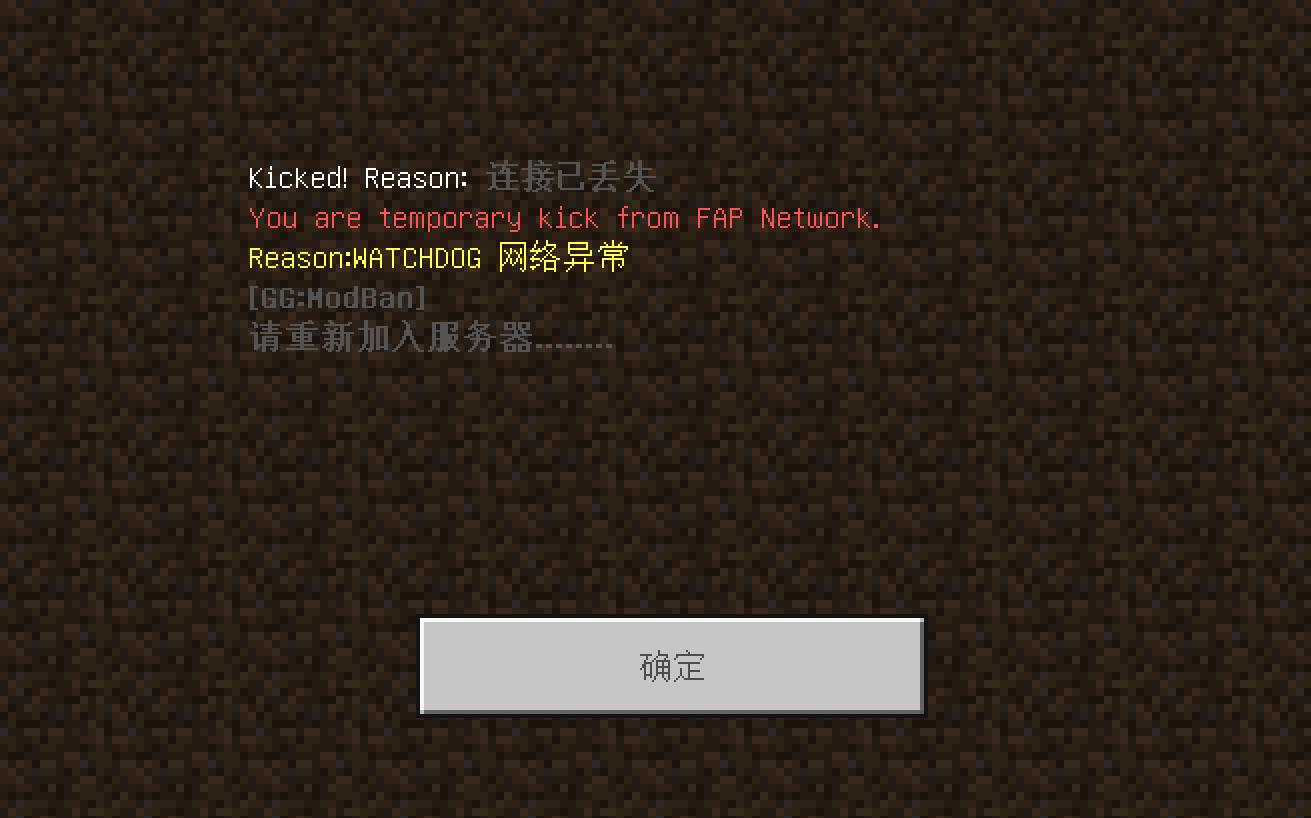 Kicked! Reason: 连接已丢失
You are temporary kick from FAP Network.
Reason:WATCHDOG 网络异常
[GG:ModBan]
请重新加入服务器........
确定